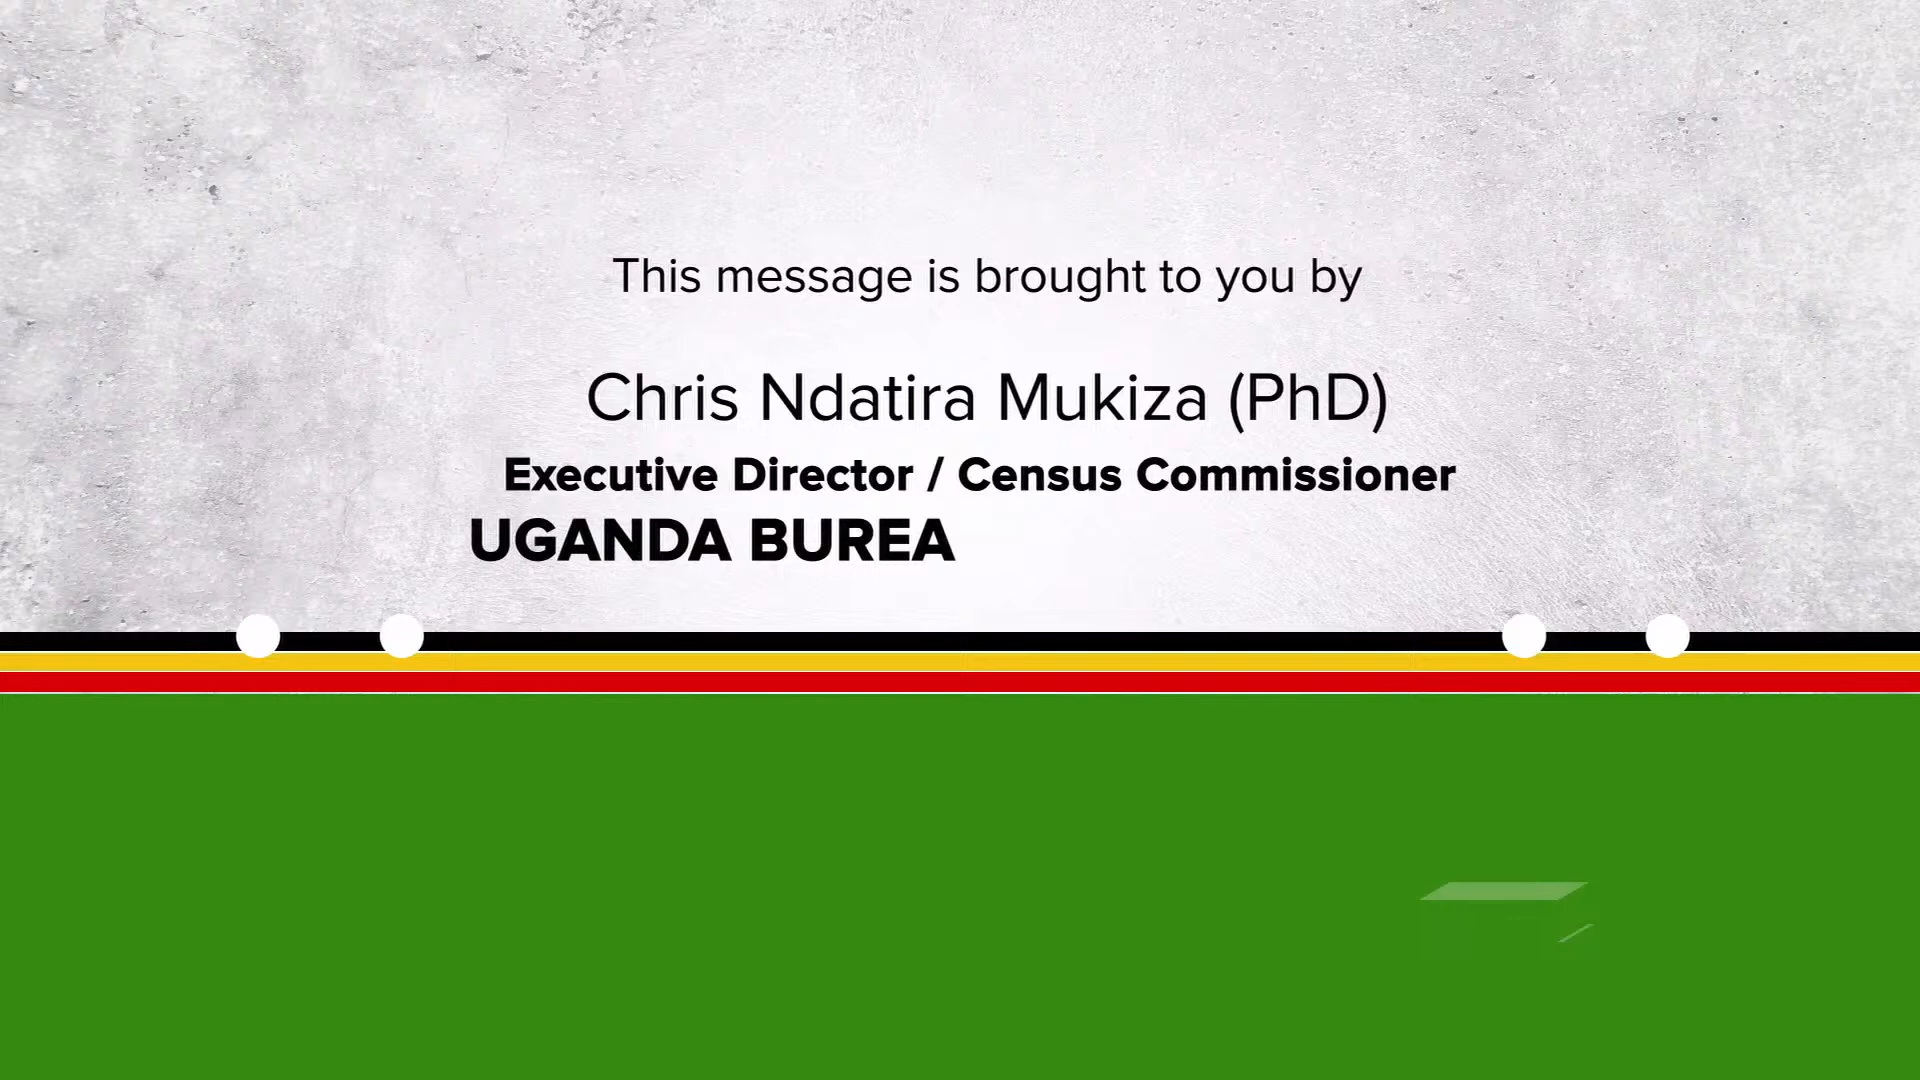 This message is brought to you by
Chris Ndatira Mukiza (PhD)
Executive Director / Census Commissioner
UGANDA BUREA